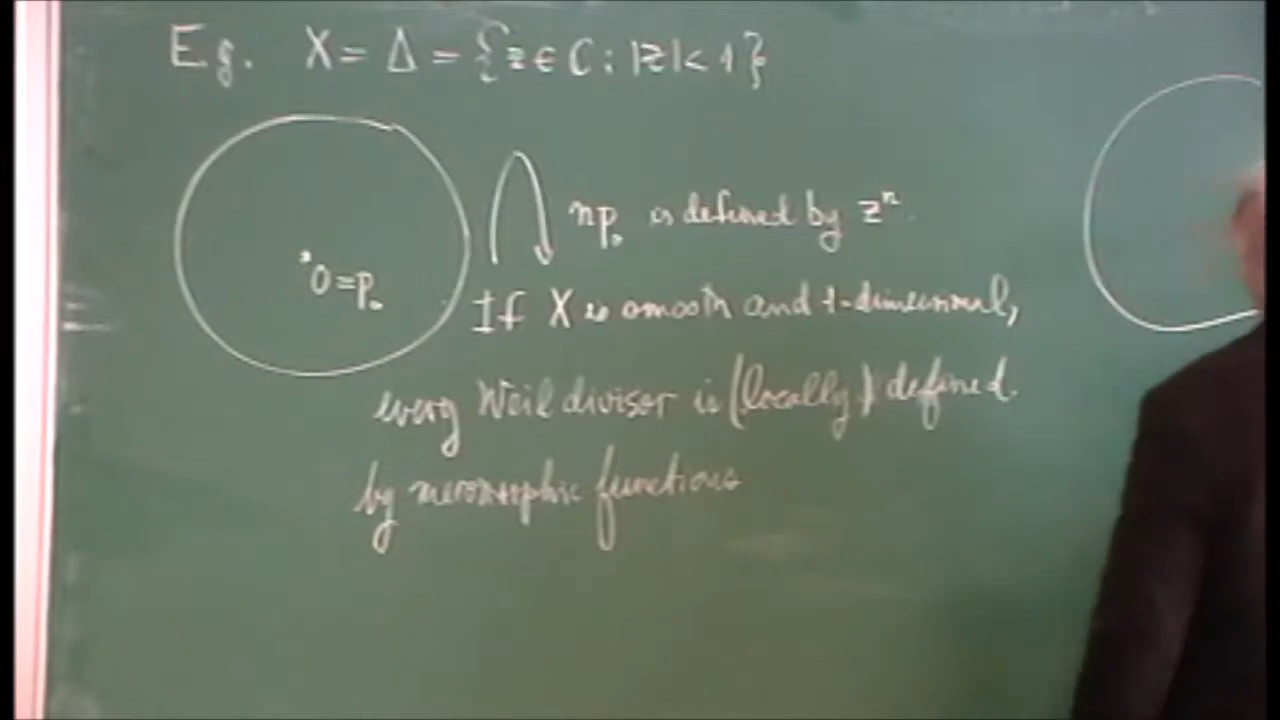 E.g. X = Δ = {z ∈ C : |z| < 1}
0 = p₀
np₀ is defined by zⁿ.
If X is smooth and 1-dimensional,
every Weil divisor is (locally) defined
by meromorphic functions